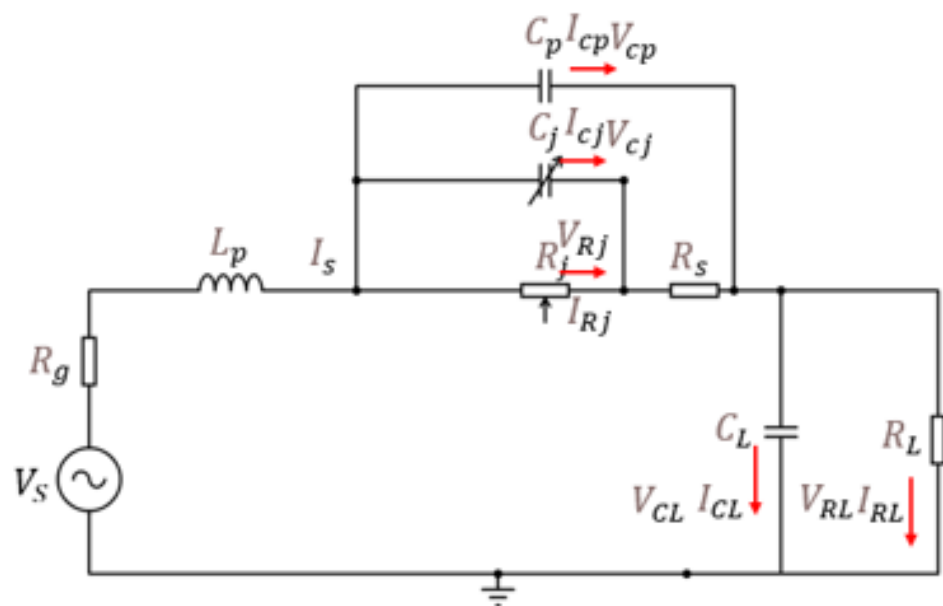 C_p I_cp V_cp
C_j I_cj V_cj
L_p I_s R_j V_Rj R_s
I_Rj
R_g
V_S
C_L R_L
V_CL I_CL V_RL I_RL